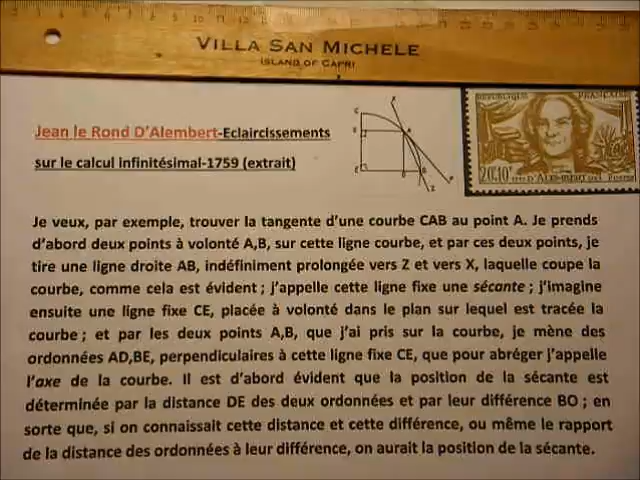 VILLA SAN MICHELE
ISLAND OF CAPRI
Jean le Rond D'Alembert-Eclaircissements
sur le calcul infinitésimal-1759 (extrait)
REPUBLIQUE FRANÇAISE
20f+10f D'ALEMBERT
Je veux, par exemple, trouver la tangente d'une courbe CAB au point A. Je prends
d'abord deux points à volonté A,B, sur cette ligne courbe, et par ces deux points, je
tire une ligne droite AB, indéfiniment prolongée vers Z et vers X, laquelle coupe la
courbe, comme cela est évident ; j'appelle cette ligne fixe une sécante ; j'imagine
ensuite une ligne fixe CE, placée à volonté dans le plan sur lequel est tracée la
courbe ; et par les deux points A,B, que j'ai pris sur la courbe, je mène des
ordonnées AD,BE, perpendiculaires à cette ligne fixe CE, que pour abréger j'appelle
l'axe de la courbe. Il est d'abord évident que la position de la sécante est
déterminée par la distance DE des deux ordonnées et par leur différence BO ; en
sorte que, si on connaissait cette distance et cette différence, ou même le rapport
de la distance des ordonnées à leur différence, on aurait la position de la sécante.